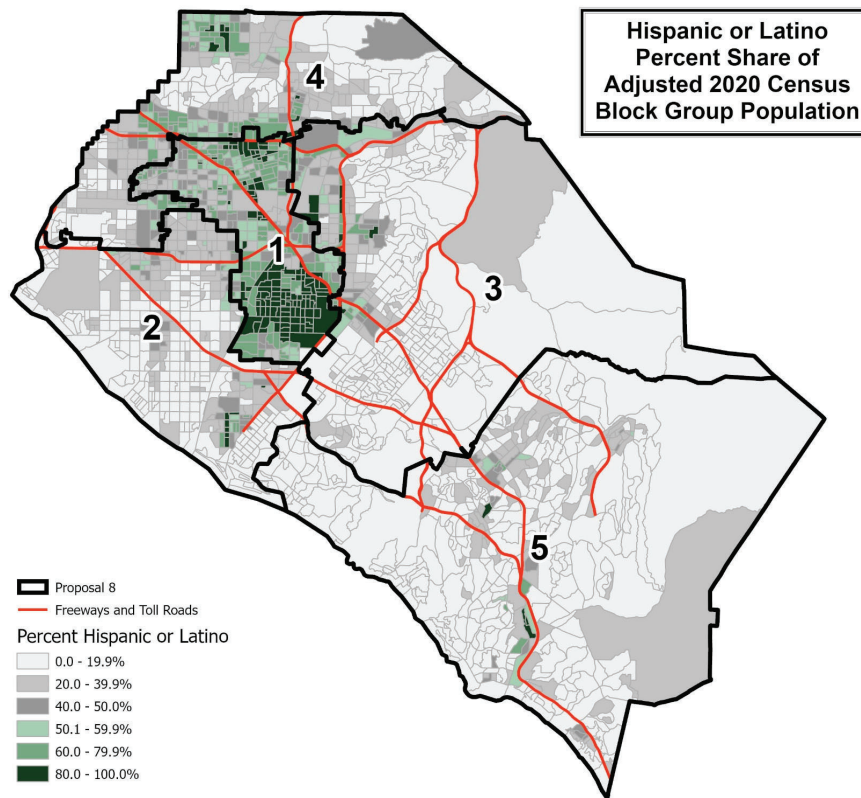 Hispanic or Latino
Percent Share of
Adjusted 2020 Census
Block Group Population
4
1
3
2
5
Proposal 8
Freeways and Toll Roads
Percent Hispanic or Latino
0.0 - 19.9%
20.0 - 39.9%
40.0 - 50.0%
50.1 - 59.9%
60.0 - 79.9%
80.0 - 100.0%